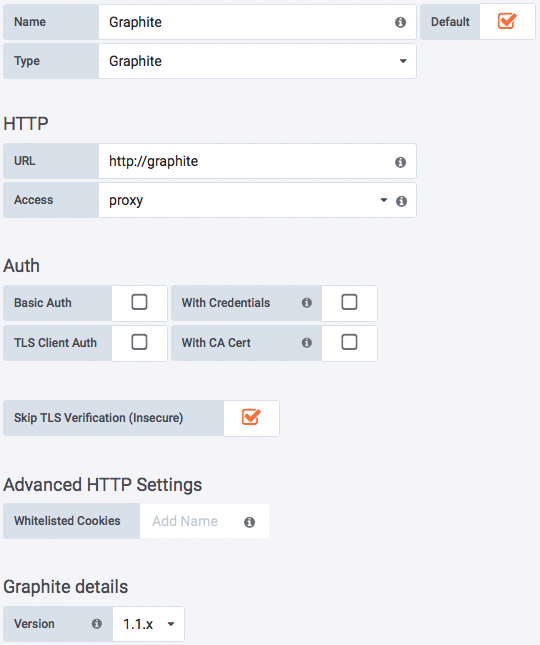 Name Graphite Default
Type Graphite
HTTP
URL http://graphite
Access proxy
Auth
Basic Auth With Credentials
TLS Client Auth With CA Cert
Skip TLS Verification (Insecure)
Advanced HTTP Settings
Whitelisted Cookies Add Name
Graphite details
Version 1.1.x